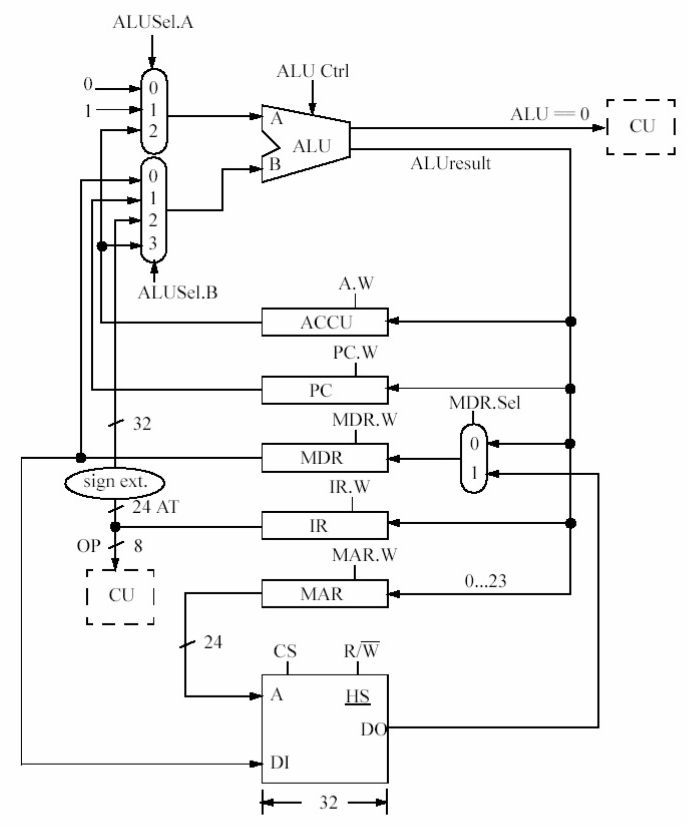 ALUSel.A
ALU Ctrl
0 0
1 1
2
A
ALU
B
ALU == 0
CU
ALUresult
0
1
2
3
ALUSel.B
A.W
ACCU
PC.W
PC
MDR.Sel
MDR.W
0
1
MDR
32
sign ext.
24 AT
IR.W
IR
OP 8
CU
MAR.W
MAR
0...23
24
CS R/W̅
A HS
DO
DI
32